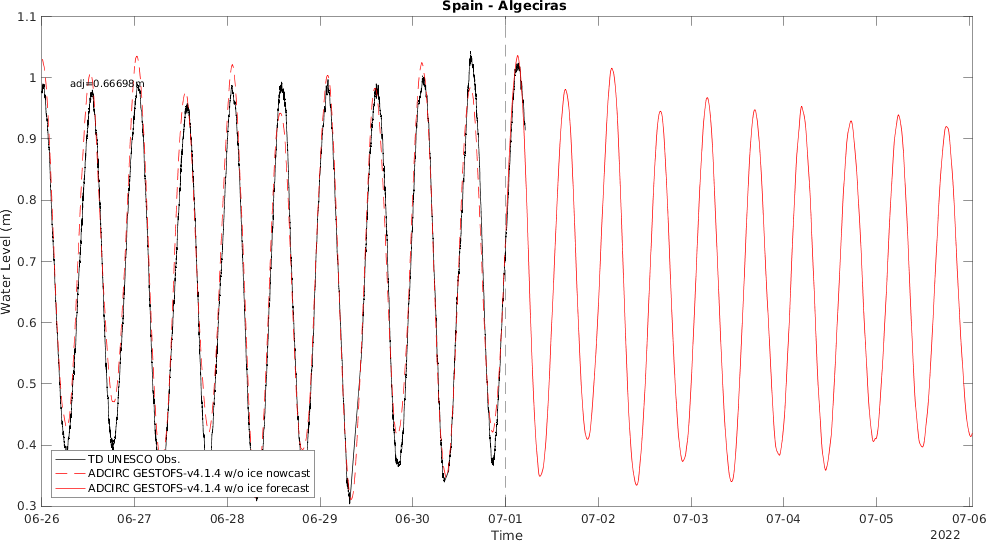 Spain - Algeciras
1.1
1
0.9
0.8
0.7
0.6
0.5
0.4
0.3
Water Level (m)
adj=0.66698m
TD UNESCO Obs.
ADCIRC GESTOFS-v4.1.4 w/o ice nowcast
ADCIRC GESTOFS-v4.1.4 w/o ice forecast
06-26 06-27 06-28 06-29 06-30 07-01 07-02 07-03 07-04 07-05 07-06
Time
2022